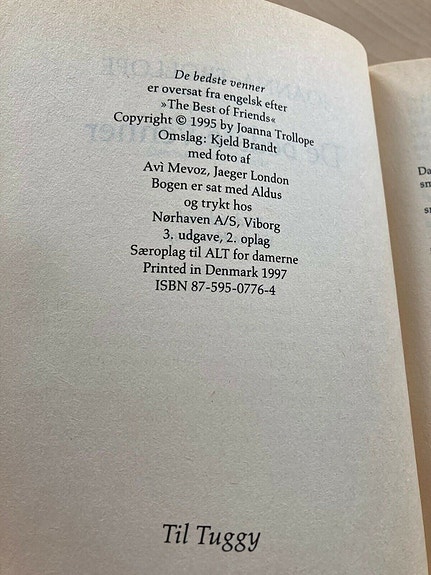 De bedste venner
er oversat fra engelsk efter
»The Best of Friends«
Copyright © 1995 by Joanna Trollope
Omslag: Kjeld Brandt
med foto af
Avì Mevoz, Jaeger London
Bogen er sat med Aldus
og trykt hos
Nørhaven A/S, Viborg
3. udgave, 2. oplag
Særoplag til ALT for damerne
Printed in Denmark 1997
ISBN 87-595-0776-4
Til Tuggy